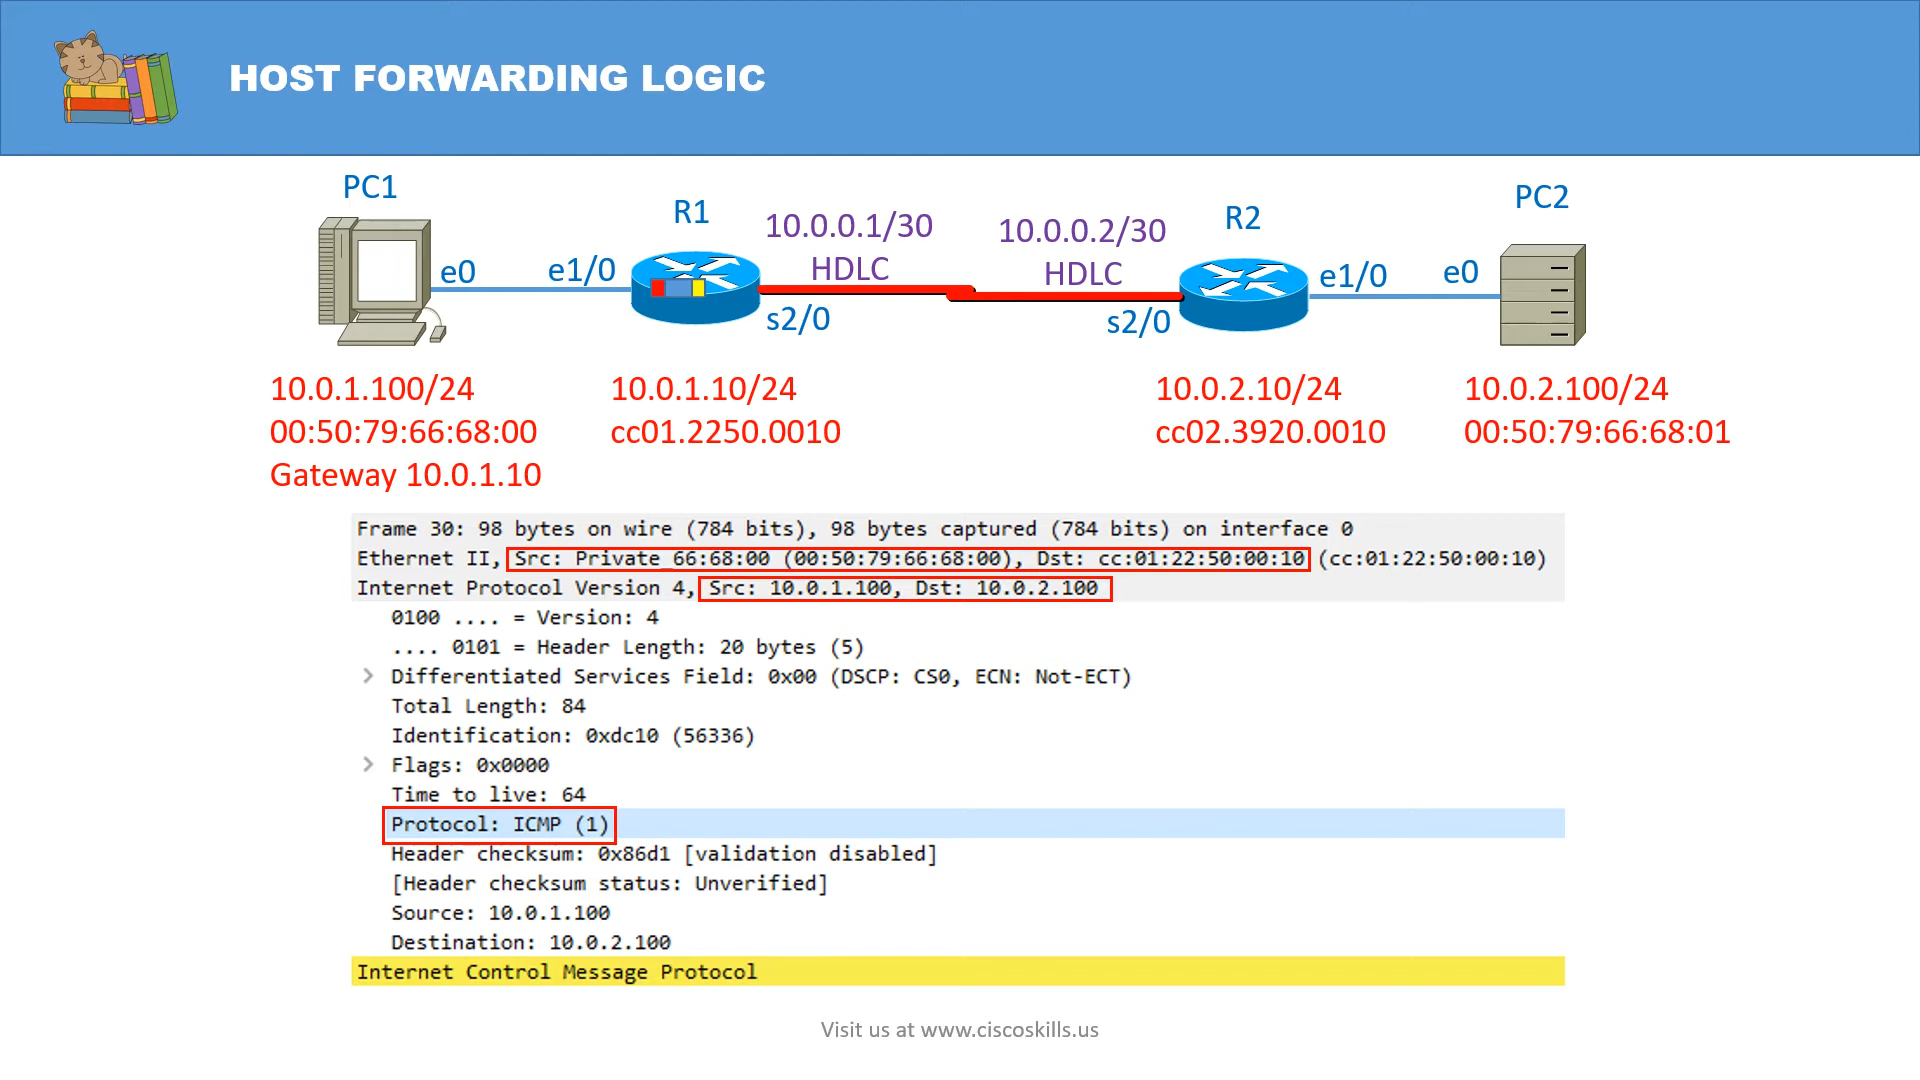 HOST FORWARDING LOGIC
PC1
R1
10.0.0.1/30
HDLC
10.0.0.2/30
HDLC
R2
PC2
e0
e1/0
s2/0
s2/0
e1/0
e0
10.0.1.100/24
00:50:79:66:68:00
Gateway 10.0.1.10
10.0.1.10/24
cc01.2250.0010
10.0.2.10/24
cc02.3920.0010
10.0.2.100/24
00:50:79:66:68:01
Frame 30: 98 bytes on wire (784 bits), 98 bytes captured (784 bits) on interface 0
Ethernet II, Src: Private_66:68:00 (00:50:79:66:68:00), Dst: cc:01:22:50:00:10 (cc:01:22:50:00:10)
Internet Protocol Version 4, Src: 10.0.1.100, Dst: 10.0.2.100
0100 .... = Version: 4
.... 0101 = Header Length: 20 bytes (5)
Differentiated Services Field: 0x00 (DSCP: CS0, ECN: Not-ECT)
Total Length: 84
Identification: 0xdc10 (56336)
Flags: 0x0000
Time to live: 64
Protocol: ICMP (1)
Header checksum: 0x86d1 [validation disabled]
[Header checksum status: Unverified]
Source: 10.0.1.100
Destination: 10.0.2.100
Internet Control Message Protocol
Visit us at www.ciscoskills.us